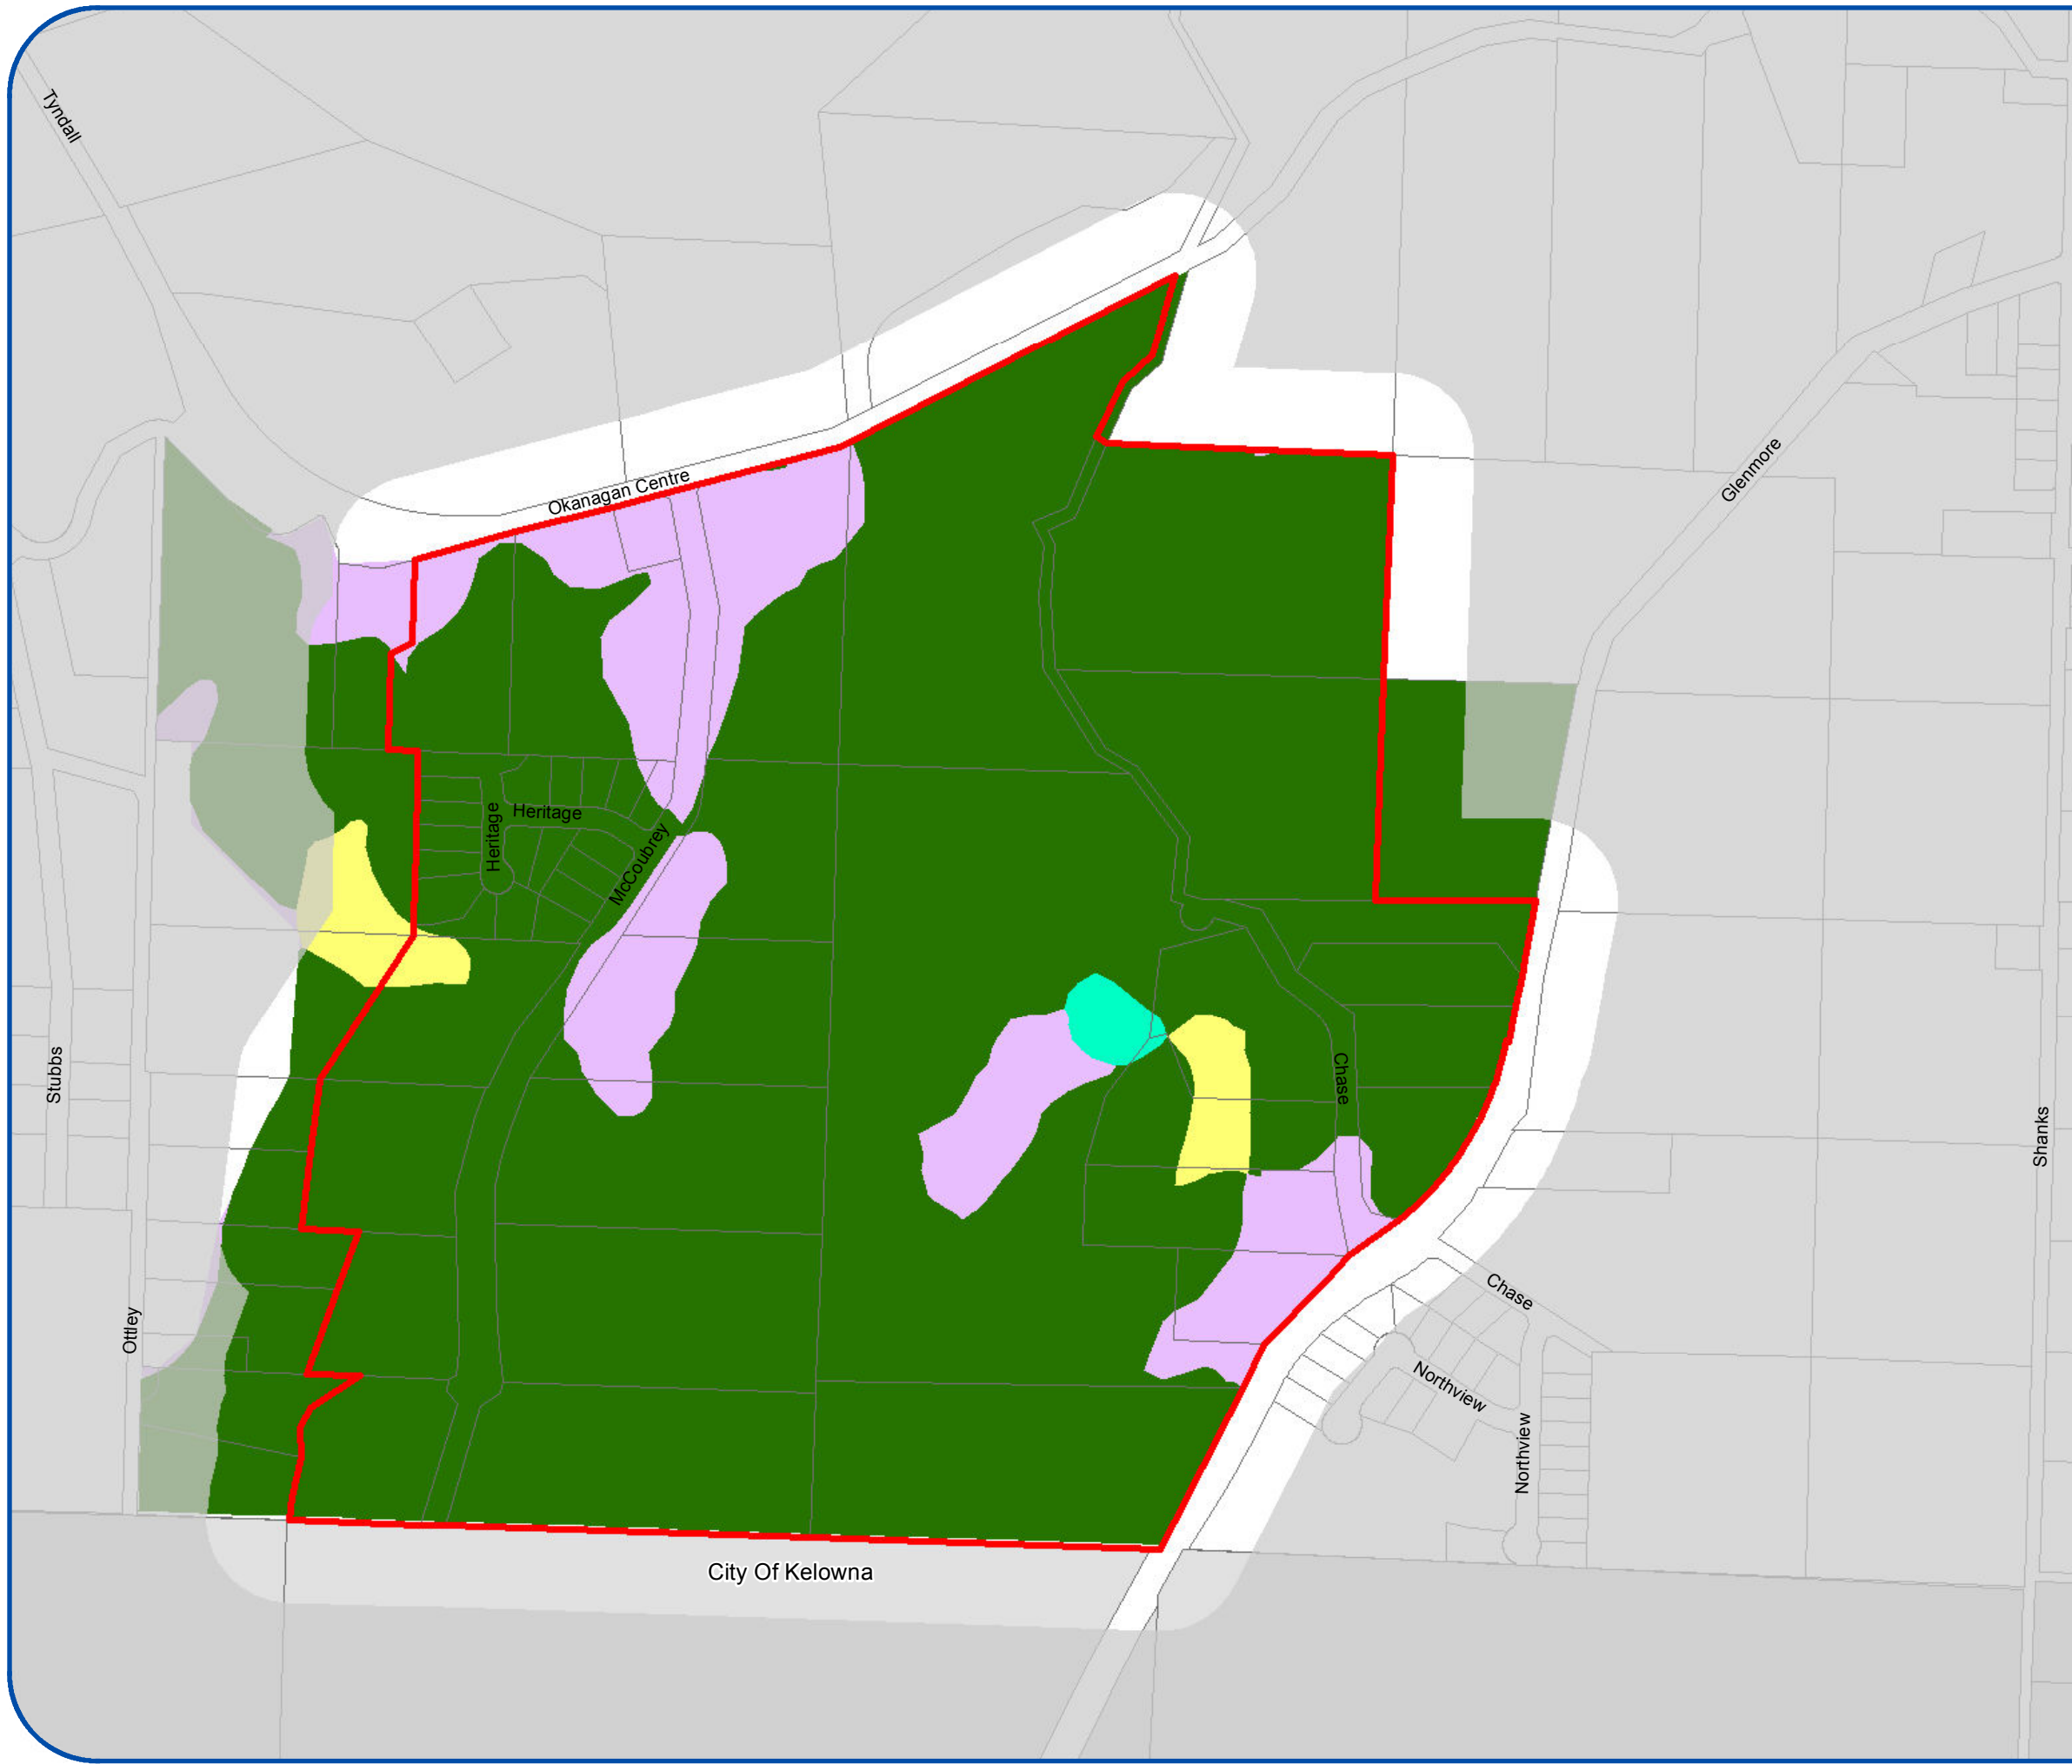 Tyndall
Glenmore
Okanagan Centre
Heritage
Heritage
McCoubrey
Stubbs
Chase
Shanks
Ottley
Chase
Northview
Northview
City Of Kelowna